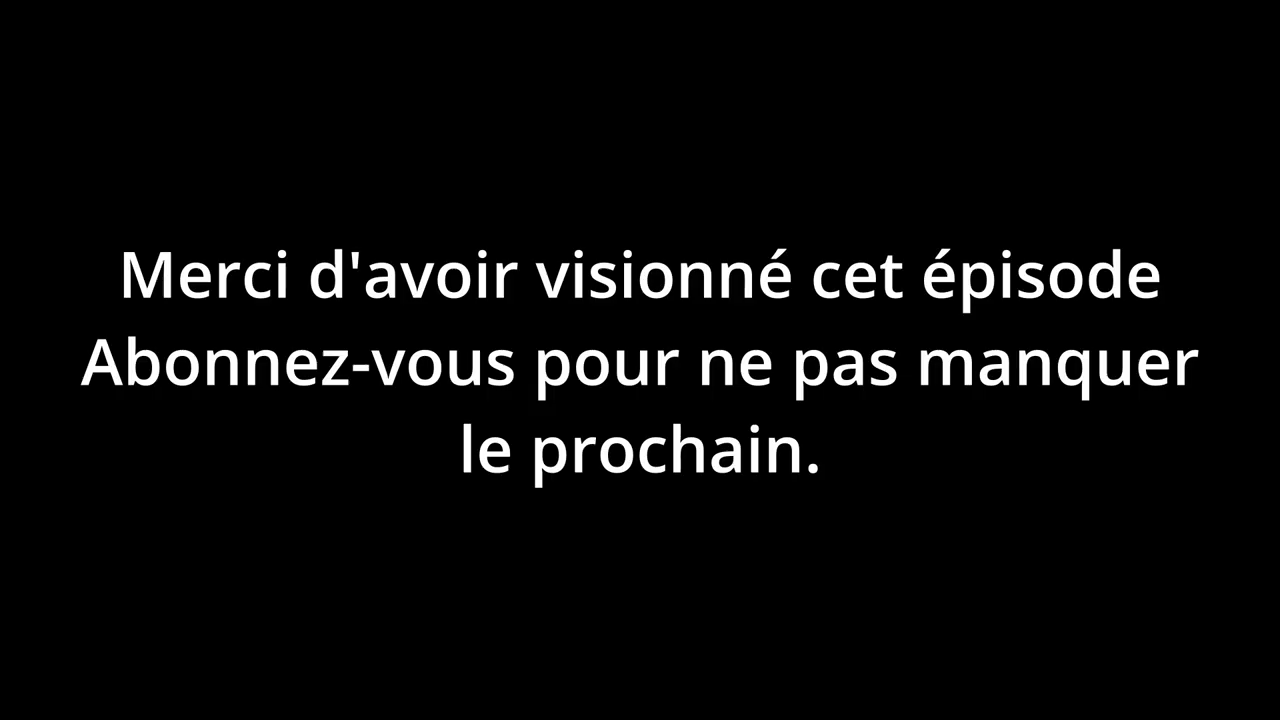 Merci d'avoir visionné cet épisode
Abonnez-vous pour ne pas manquer
le prochain.